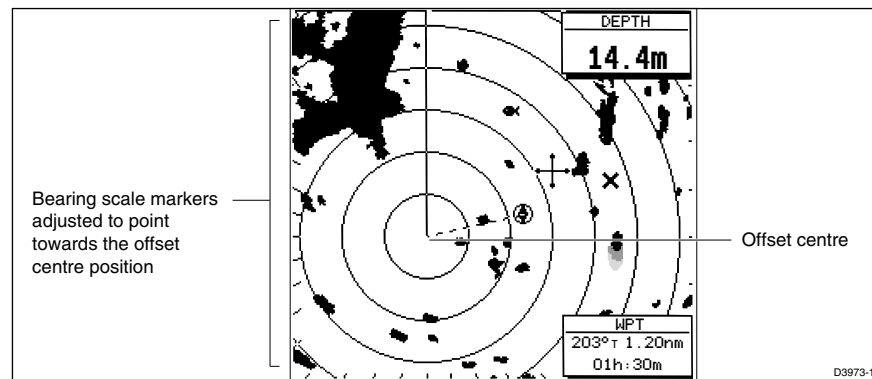 DEPTH
14.4m
Bearing scale markers
adjusted to point
towards the offset
centre position
Offset centre
WPT
203°T 1.20nm
01h:30m
D3973-1